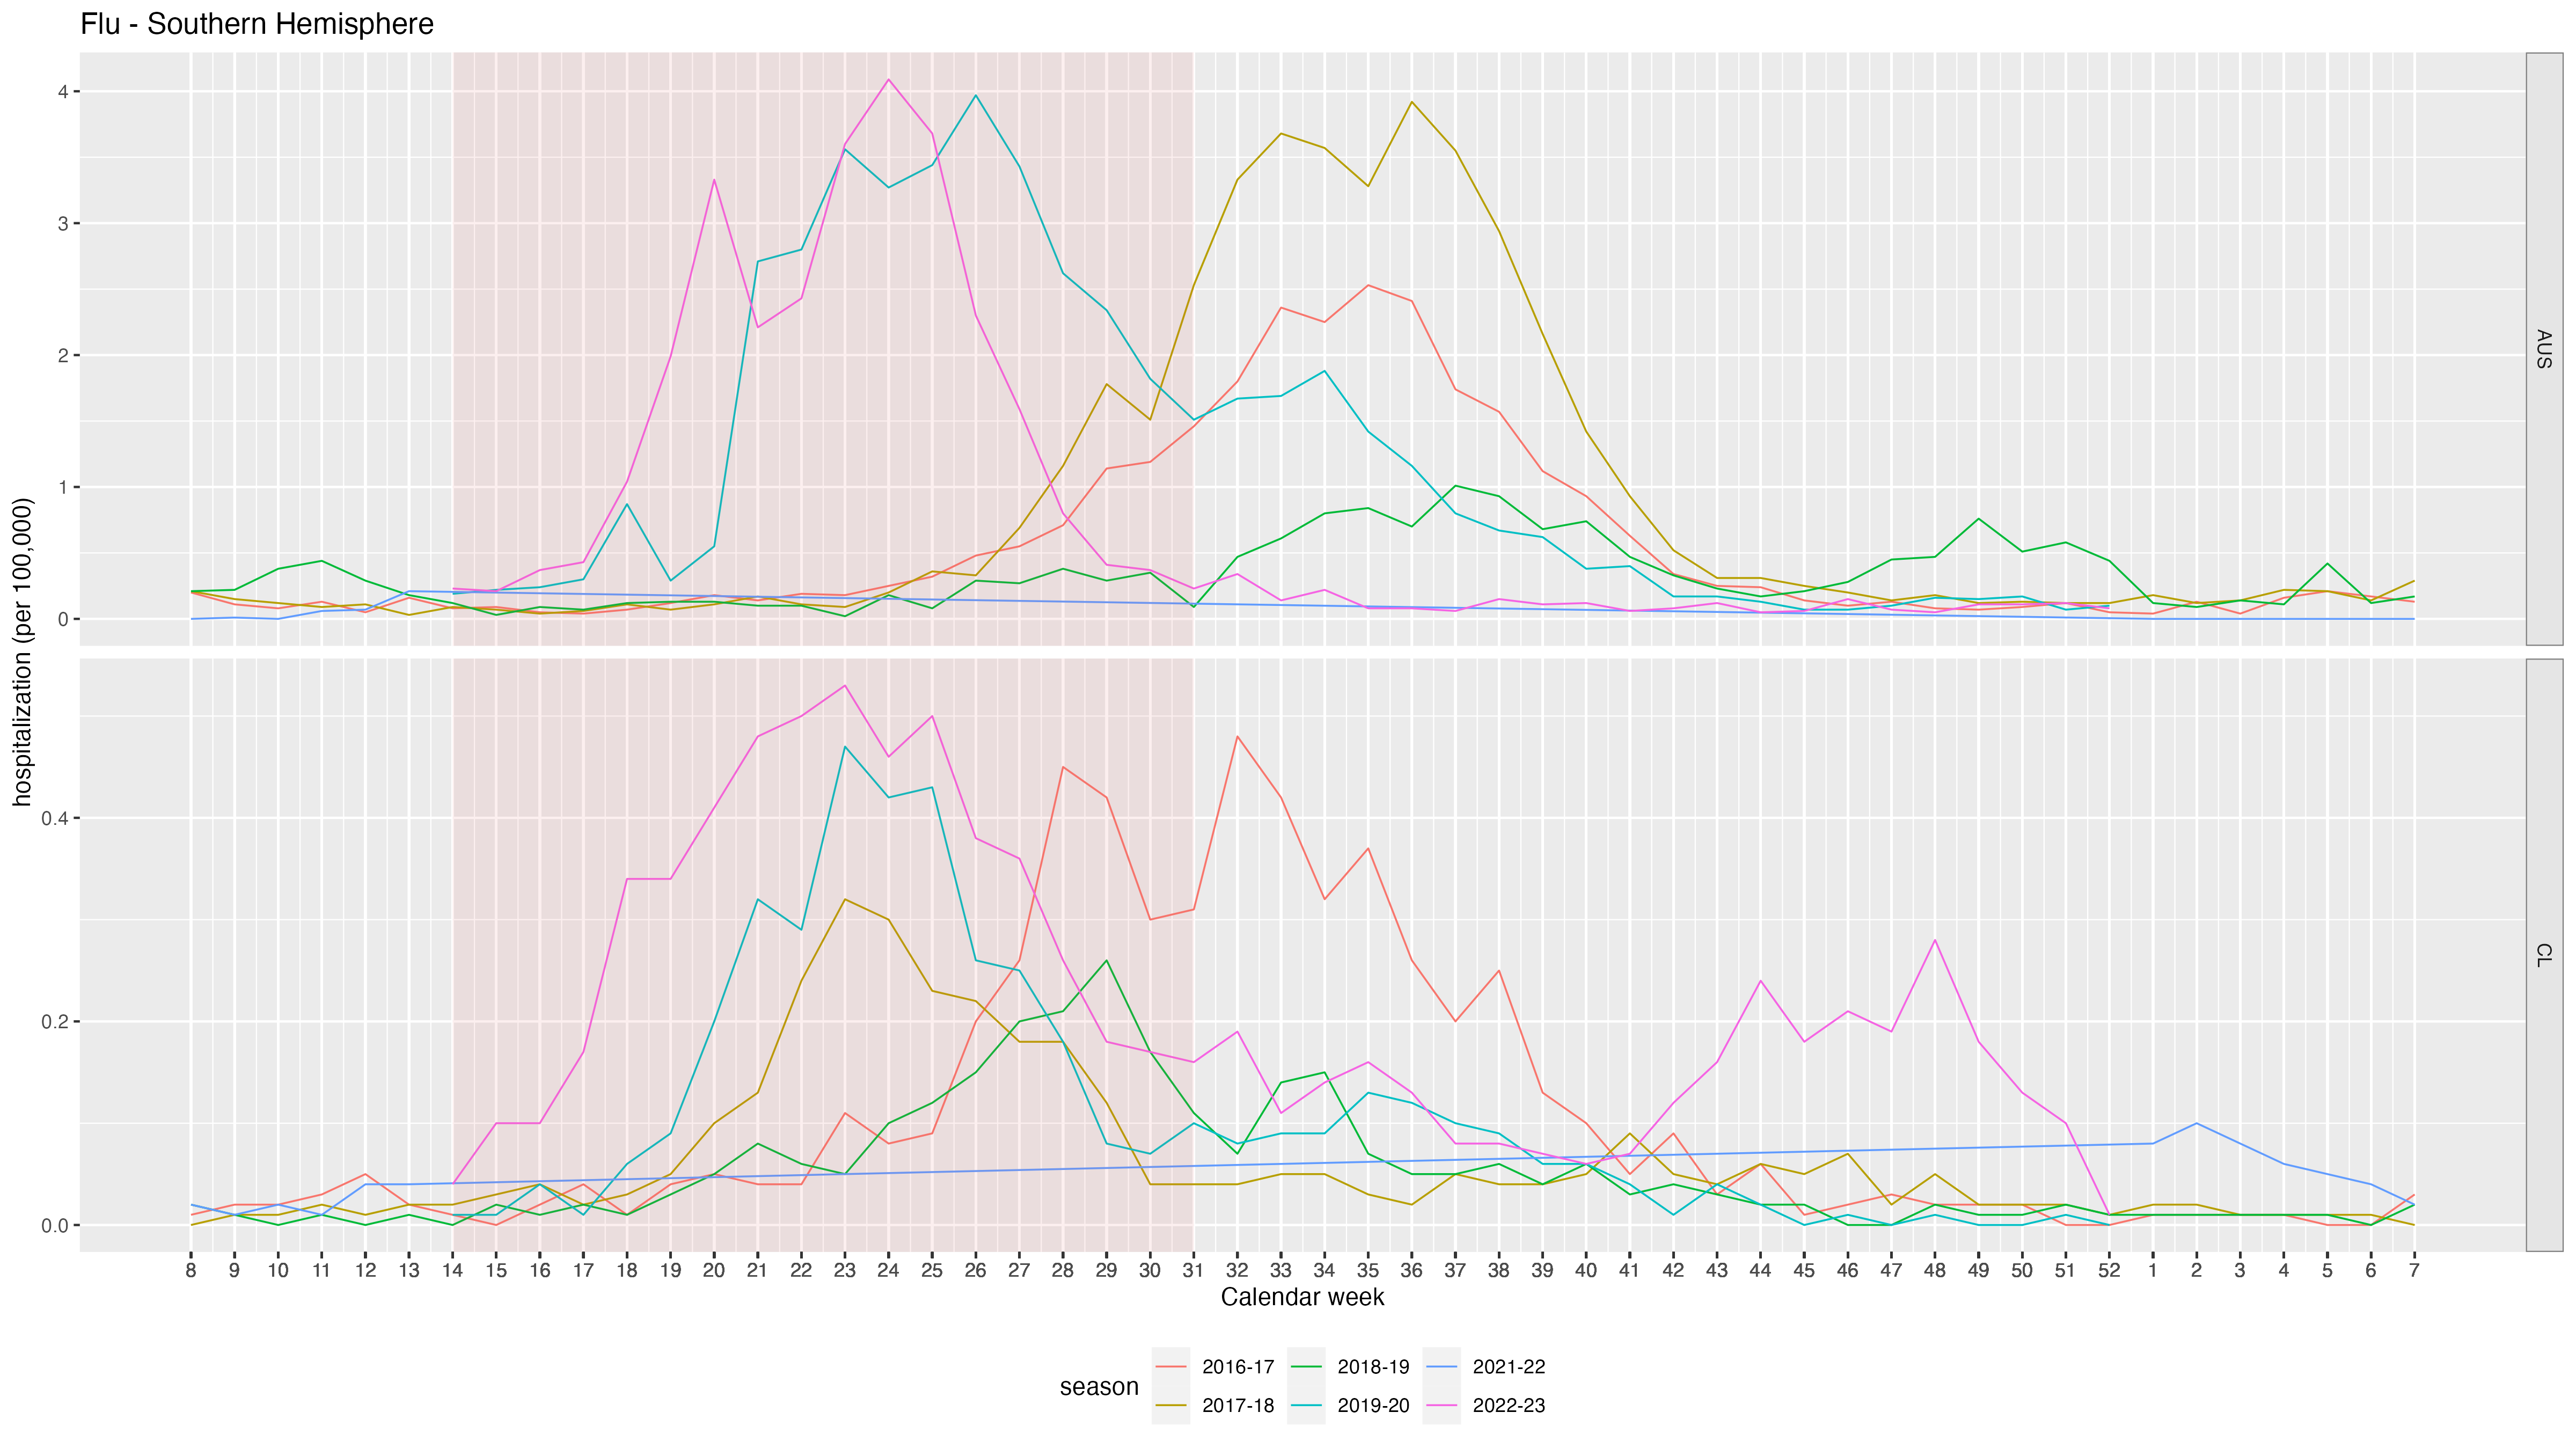 Flu - Southern Hemisphere
4
3
2
1
0
AUS
hospitalization (per 100,000)
0.4
0.2
0.0
CL
8 9 10 11 12 13 14 15 16 17 18 19 20 21 22 23 24 25 26 27 28 29 30 31 32 33 34 35 36 37 38 39 40 41 42 43 44 45 46 47 48 49 50 51 52 1 2 3 4 5 6 7
Calendar week
season
2016-17 2018-19 2021-22
2017-18 2019-20 2022-23